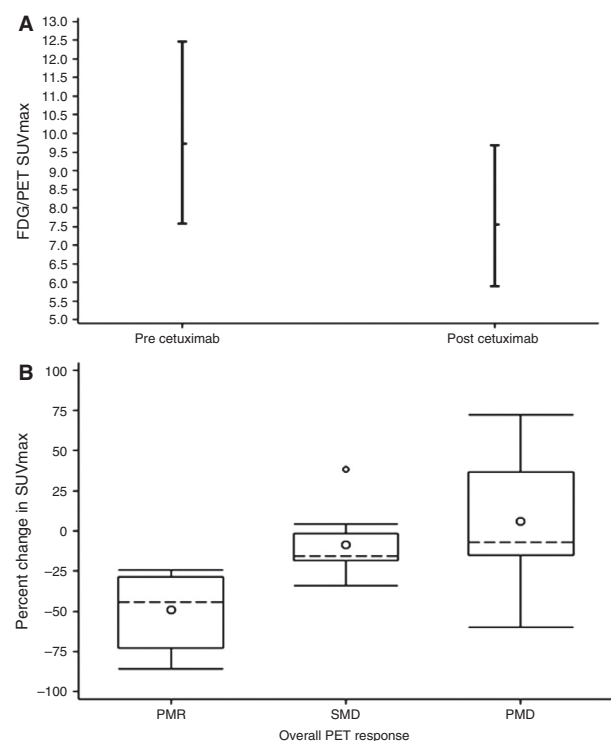 A
FDG/PET SUVmax
13.0
12.5
12.0
11.5
11.0
10.5
10.0
9.5
9.0
8.5
8.0
7.5
7.0
6.5
6.0
5.5
5.0
Pre cetuximab
Post cetuximab
B
Percent change in SUVmax
100
75
50
25
0
−25
−50
−75
−100
PMR
SMD
PMD
Overall PET response